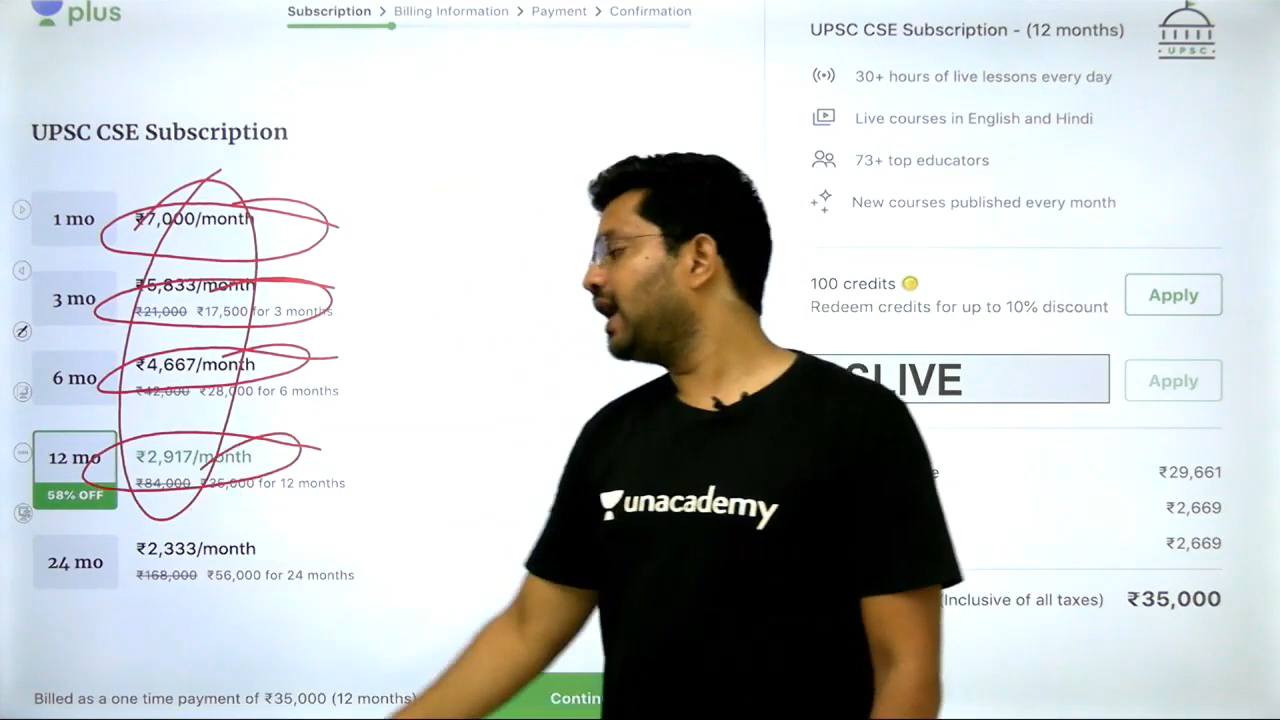 plus
Subscription > Billing Information > Payment > Confirmation
UPSC CSE Subscription
1 mo ₹7,000/month
3 mo ₹5,833/month
₹21,000 ₹17,500 for 3 months
6 mo ₹4,667/month
₹42,000 ₹28,000 for 6 months
12 mo ₹2,917/month
58% OFF ₹84,000 ₹35,000 for 12 months
24 mo ₹2,333/month
₹168,000 ₹56,000 for 24 months
Billed as a one time payment of ₹35,000 (12 months)
Contin
unacademy
UPSC CSE Subscription - (12 months)
UPSC
30+ hours of live lessons every day
Live courses in English and Hindi
73+ top educators
New courses published every month
100 credits
Redeem credits for up to 10% discount
Apply
LIVE
Apply
₹29,661
₹2,669
₹2,669
(Inclusive of all taxes) ₹35,000